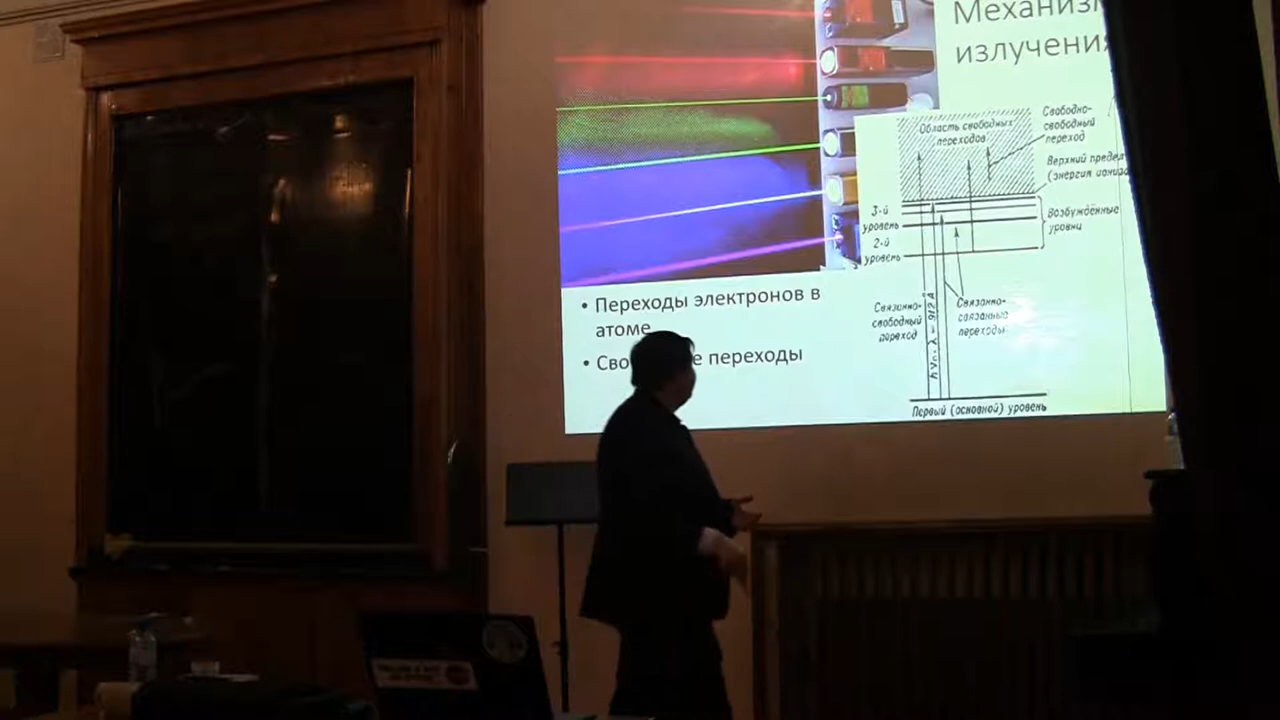 Механизм
излучения
Область свободных
переходов
Свободно-
свободный
переход
Верхний предел
(энергия иониза
3-й
уровень
2-й
уровень
Возбуждённые
уровни
Связанно-
свободный
переход
Связанно-
связанные
переходы
Первый (основной) уровень
• Переходы электронов в
атоме
• Сво е переходы